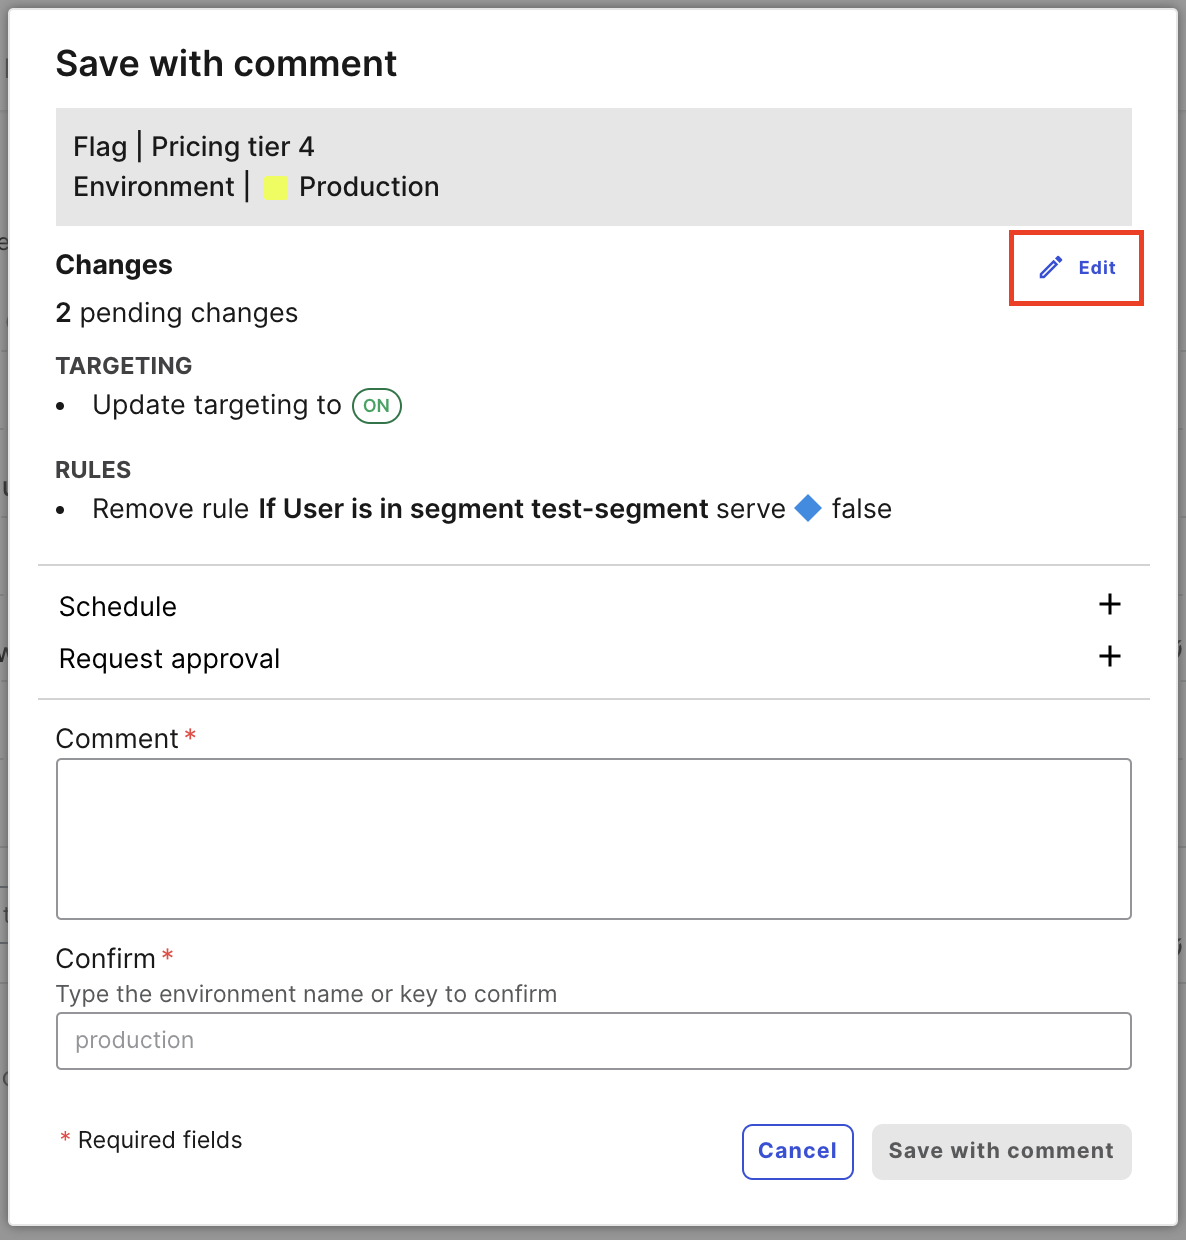 Save with comment
Flag | Pricing tier 4
Environment | Production
Changes
Edit
2 pending changes
TARGETING
• Update targeting to ON
RULES
• Remove rule If User is in segment test-segment serve false
Schedule
Request approval
Comment *
Confirm *
Type the environment name or key to confirm
production
* Required fields
Cancel
Save with comment